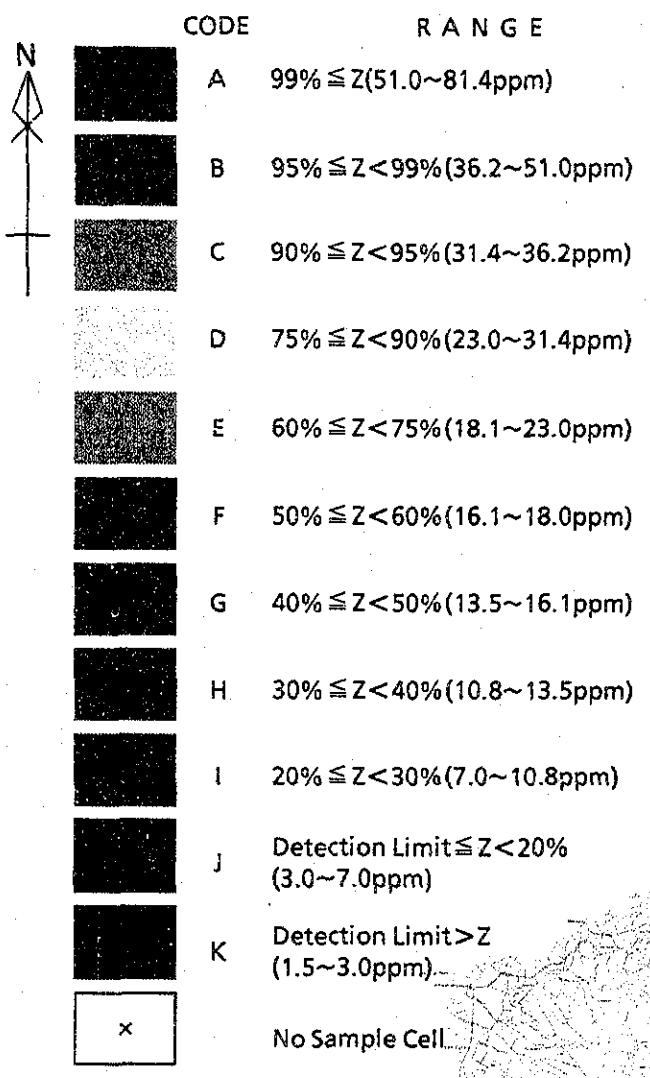 CODE RANGE
N
A 99%≦Z(51.0~81.4ppm)
B 95%≦Z<99%(36.2~51.0ppm)
C 90%≦Z<95%(31.4~36.2ppm)
D 75%≦Z<90%(23.0~31.4ppm)
E 60%≦Z<75%(18.1~23.0ppm)
F 50%≦Z<60%(16.1~18.0ppm)
G 40%≦Z<50%(13.5~16.1ppm)
H 30%≦Z<40%(10.8~13.5ppm)
I 20%≦Z<30%(7.0~10.8ppm)
J Detection Limit≦Z<20%
(3.0~7.0ppm)
K Detection Limit>Z
(1.5~3.0ppm)
× No Sample Cell